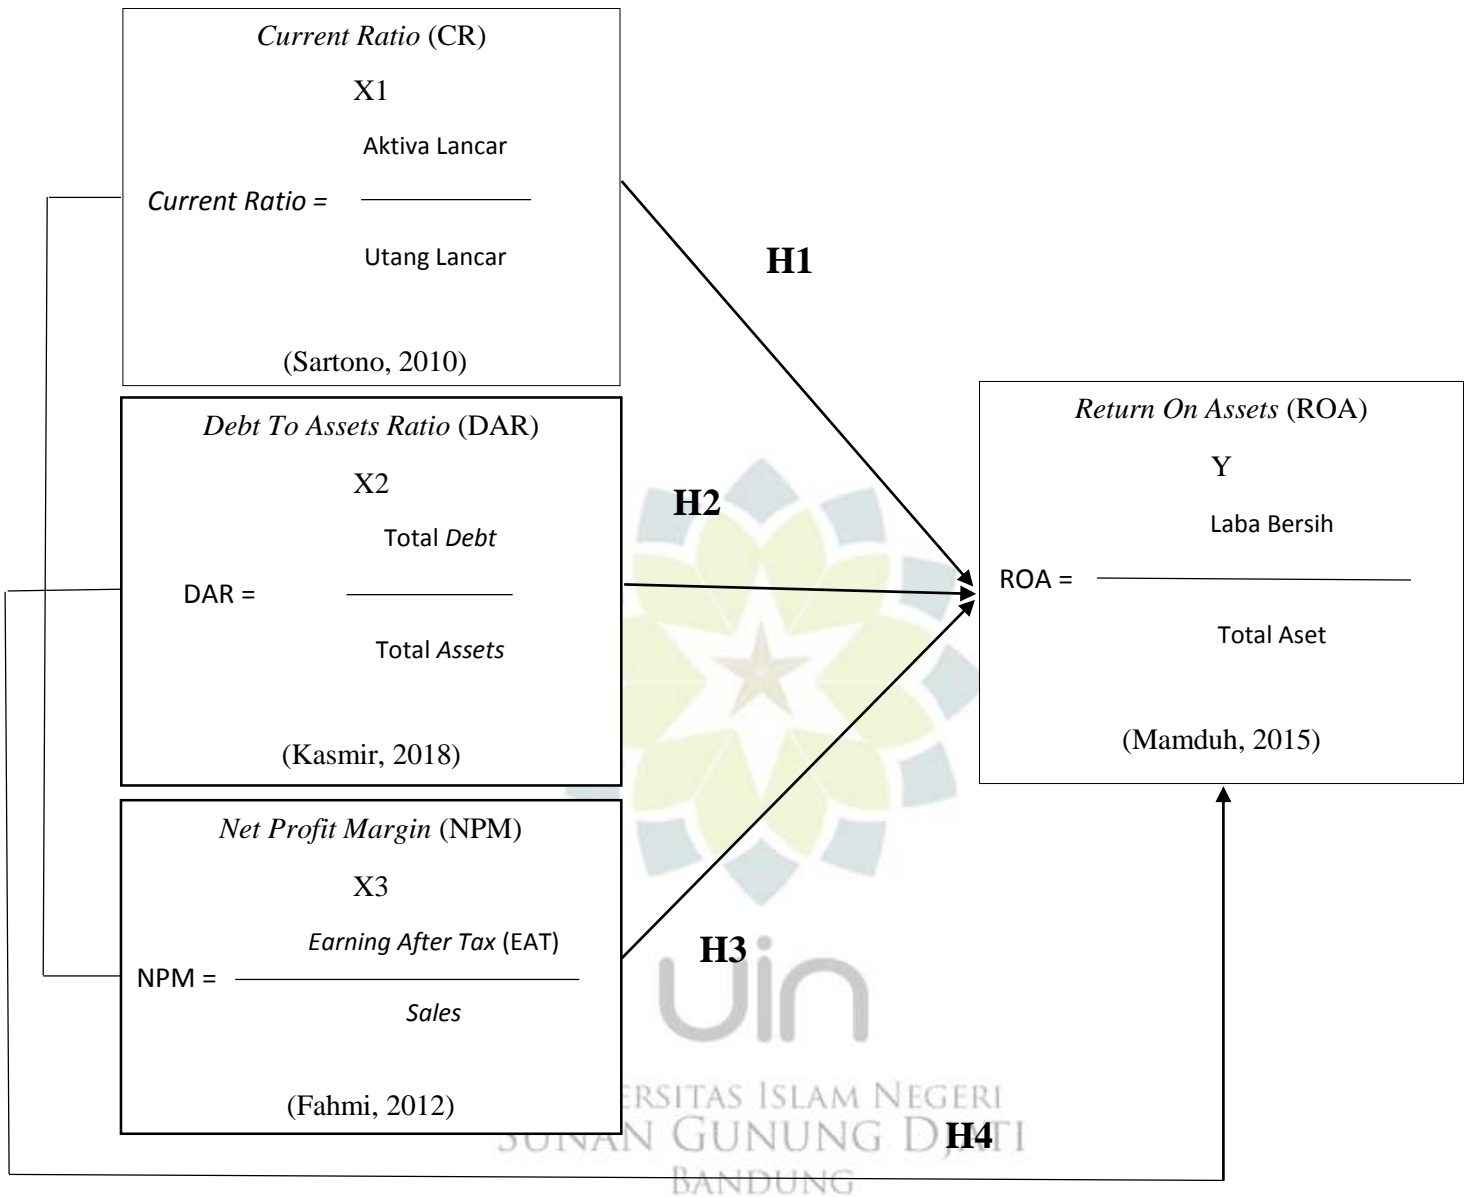 Current Ratio (CR)
X1
Aktiva Lancar
Current Ratio =
Utang Lancar
(Sartono, 2010)
H1
Debt To Assets Ratio (DAR)
X2
Total Debt
DAR =
Total Assets
(Kasmir, 2018)
H2
Net Profit Margin (NPM)
X3
Earning After Tax (EAT)
NPM =
Sales
(Fahmi, 2012)
H3
Return On Assets (ROA)
Y
Laba Bersih
ROA =
Total Aset
(Mamduh, 2015)
H4
uin
ERSITAS ISLAM NEGERI
SUNAN GUNUNG
BANDUNG